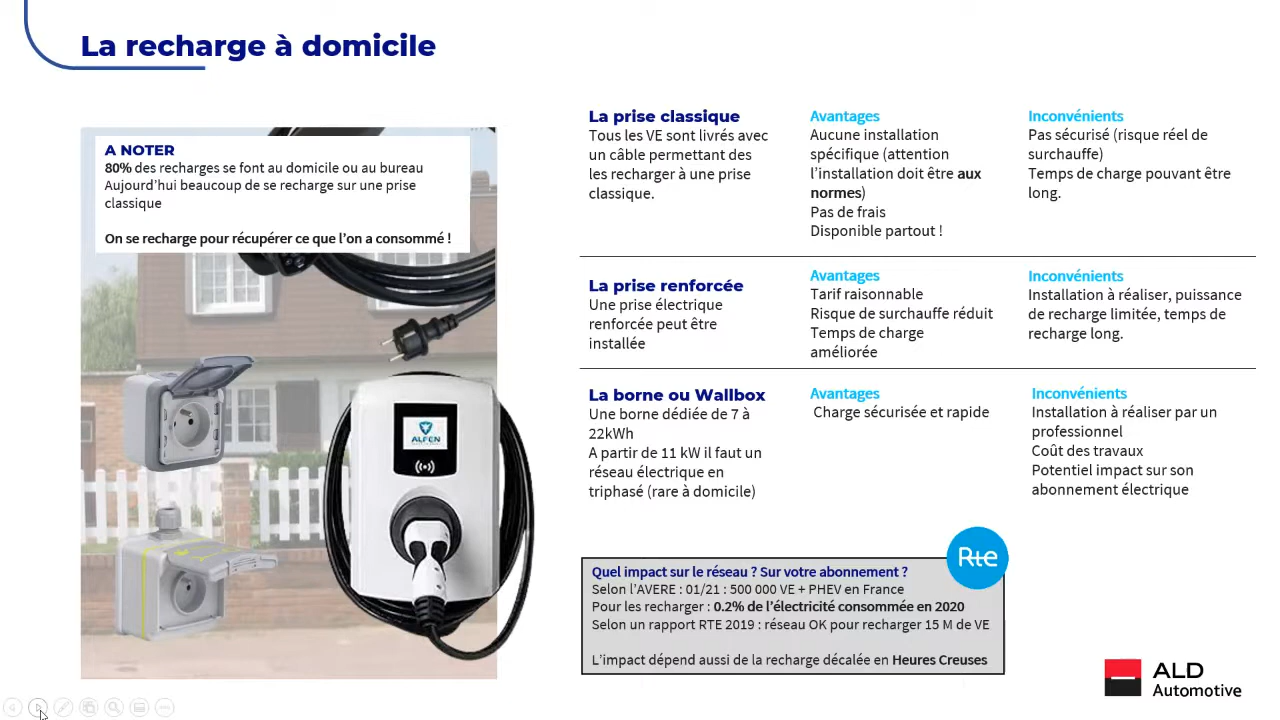 La recharge à domicile
A NOTER
80% des recharges se font au domicile ou au bureau
Aujourd’hui beaucoup de se recharge sur une prise
classique
On se recharge pour récupérer ce que l’on a consommé !
ALFEN
La prise classique
Tous les VE sont livrés avec
un câble permettant des
les recharger à une prise
classique.
Avantages
Aucune installation
spécifique (attention
l’installation doit être aux
normes)
Pas de frais
Disponible partout !
Inconvénients
Pas sécurisé (risque réel de
surchauffe)
Temps de charge pouvant être
long.
La prise renforcée
Une prise électrique
renforcée peut être
installée
Avantages
Tarif raisonnable
Risque de surchauffe réduit
Temps de charge
améliorée
Inconvénients
Installation à réaliser, puissance
de recharge limitée, temps de
recharge long.
La borne ou Wallbox
Une borne dédiée de 7 à
22kWh
A partir de 11 kW il faut un
réseau électrique en
triphasé (rare à domicile)
Avantages
Charge sécurisée et rapide
Inconvénients
Installation à réaliser par un
professionnel
Coût des travaux
Potentiel impact sur son
abonnement électrique
Rte
Quel impact sur le réseau ? Sur votre abonnement ?
Selon l’AVERE : 01/21 : 500 000 VE + PHEV en France
Pour les recharger : 0.2% de l’électricité consommée en 2020
Selon un rapport RTE 2019 : réseau OK pour recharger 15 M de VE
L’impact dépend aussi de la recharge décalée en Heures Creuses
ALD
Automotive